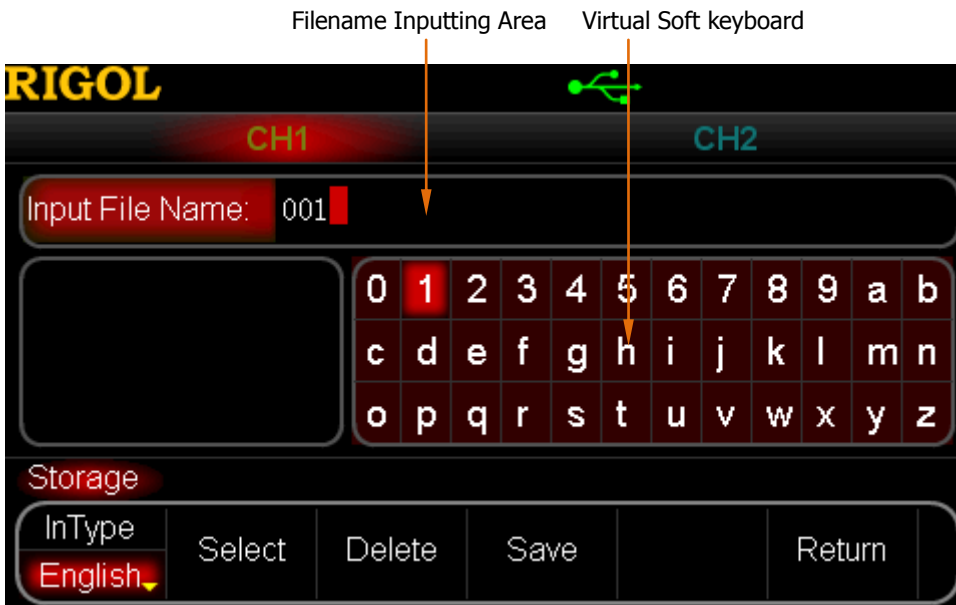 Filename Inputting Area Virtual Soft keyboard
RIGOL
CH1 CH2
Input File Name: 001
0 1 2 3 4 5 6 7 8 9 a b
c d e f g h i j k l m n
o p q r s t u v w x y z
Storage
InType
Select Delete Save Return
English